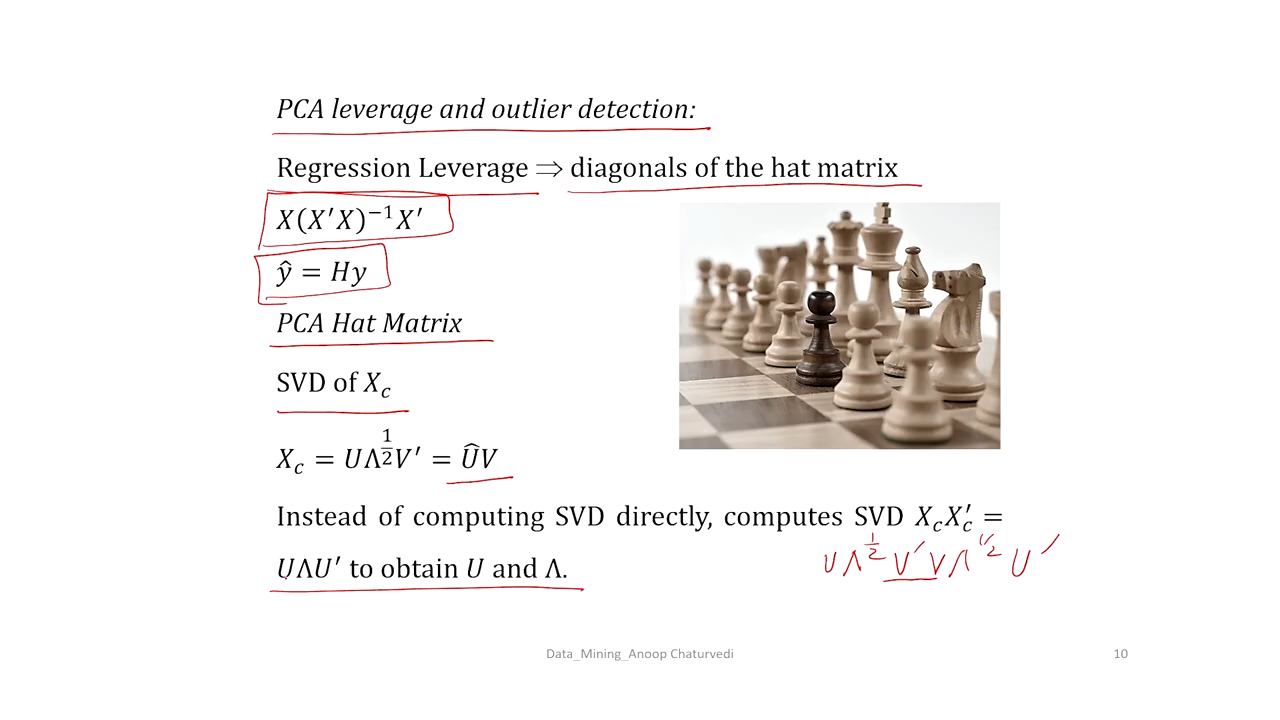 PCA leverage and outlier detection:
Regression Leverage ⟹ diagonals of the hat matrix
X(X′X)⁻¹X′
ŷ = Hy
PCA Hat Matrix
SVD of X_c
X_c = UΛ^{1/2}V′ = ÛV
Instead of computing SVD directly, computes SVD X_cX′_c =
UΛU′ to obtain U and Λ.
UΛ^{1/2}V′VΛ^{1/2}U′
Data_Mining_Anoop Chaturvedi
10